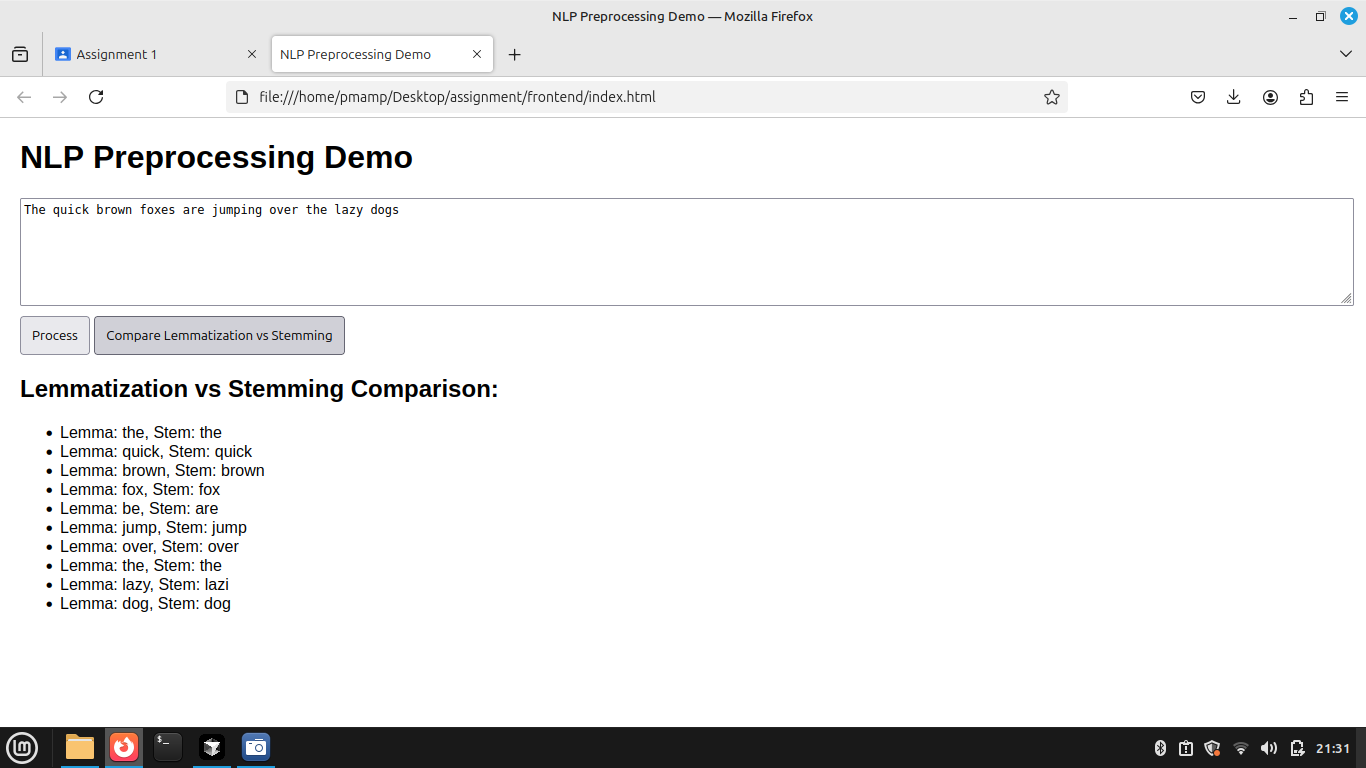 NLP Preprocessing Demo — Mozilla Firefox
Assignment 1
NLP Preprocessing Demo
file:///home/pmamp/Desktop/assignment/frontend/index.html
NLP Preprocessing Demo
The quick brown foxes are jumping over the lazy dogs
Process
Compare Lemmatization vs Stemming
Lemmatization vs Stemming Comparison:
Lemma: the, Stem: the
Lemma: quick, Stem: quick
Lemma: brown, Stem: brown
Lemma: fox, Stem: fox
Lemma: be, Stem: are
Lemma: jump, Stem: jump
Lemma: over, Stem: over
Lemma: the, Stem: the
Lemma: lazy, Stem: lazi
Lemma: dog, Stem: dog
21:31